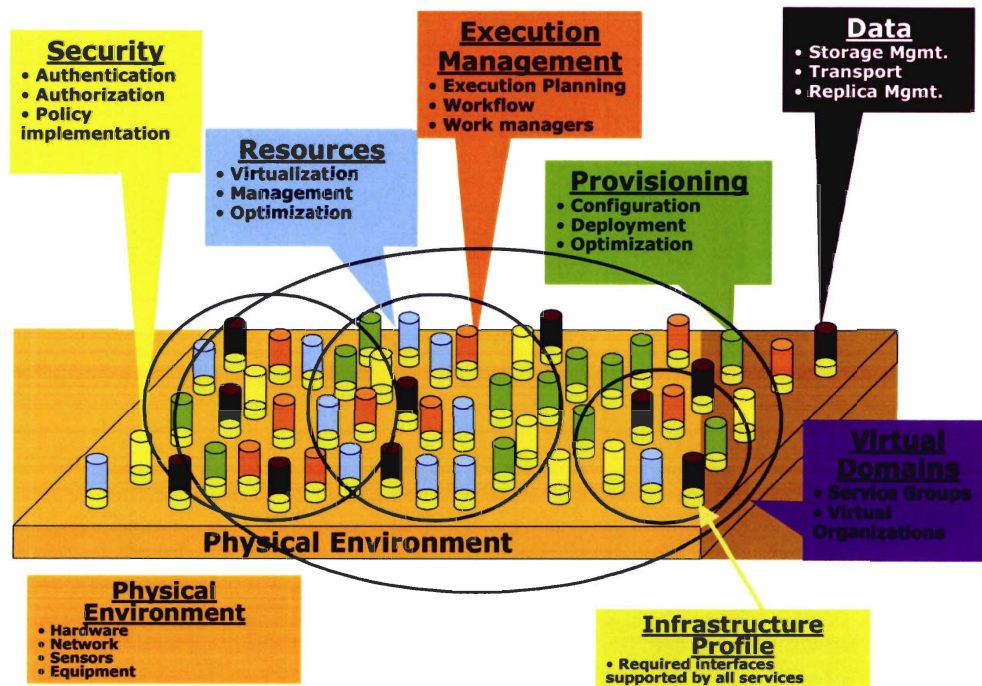 Security
• Authentication
• Authorization
• Policy
implementation
Resources
• Virtualization
• Management
• Optimization
Execution
Management
• Execution Planning
• Workflow
• Work managers
Provisioning
• Configuration
• Deployment
• Optimization
Data
• Storage Mgmt.
• Transport
• Replica Mgmt.
Virtual
Domains
• Service Groups
• Virtual
Organizations
Physical Environment
Physical
Environment
• Hardware
• Network
• Sensors
• Equipment
Infrastructure
Profile
• Required interfaces
supported by all services